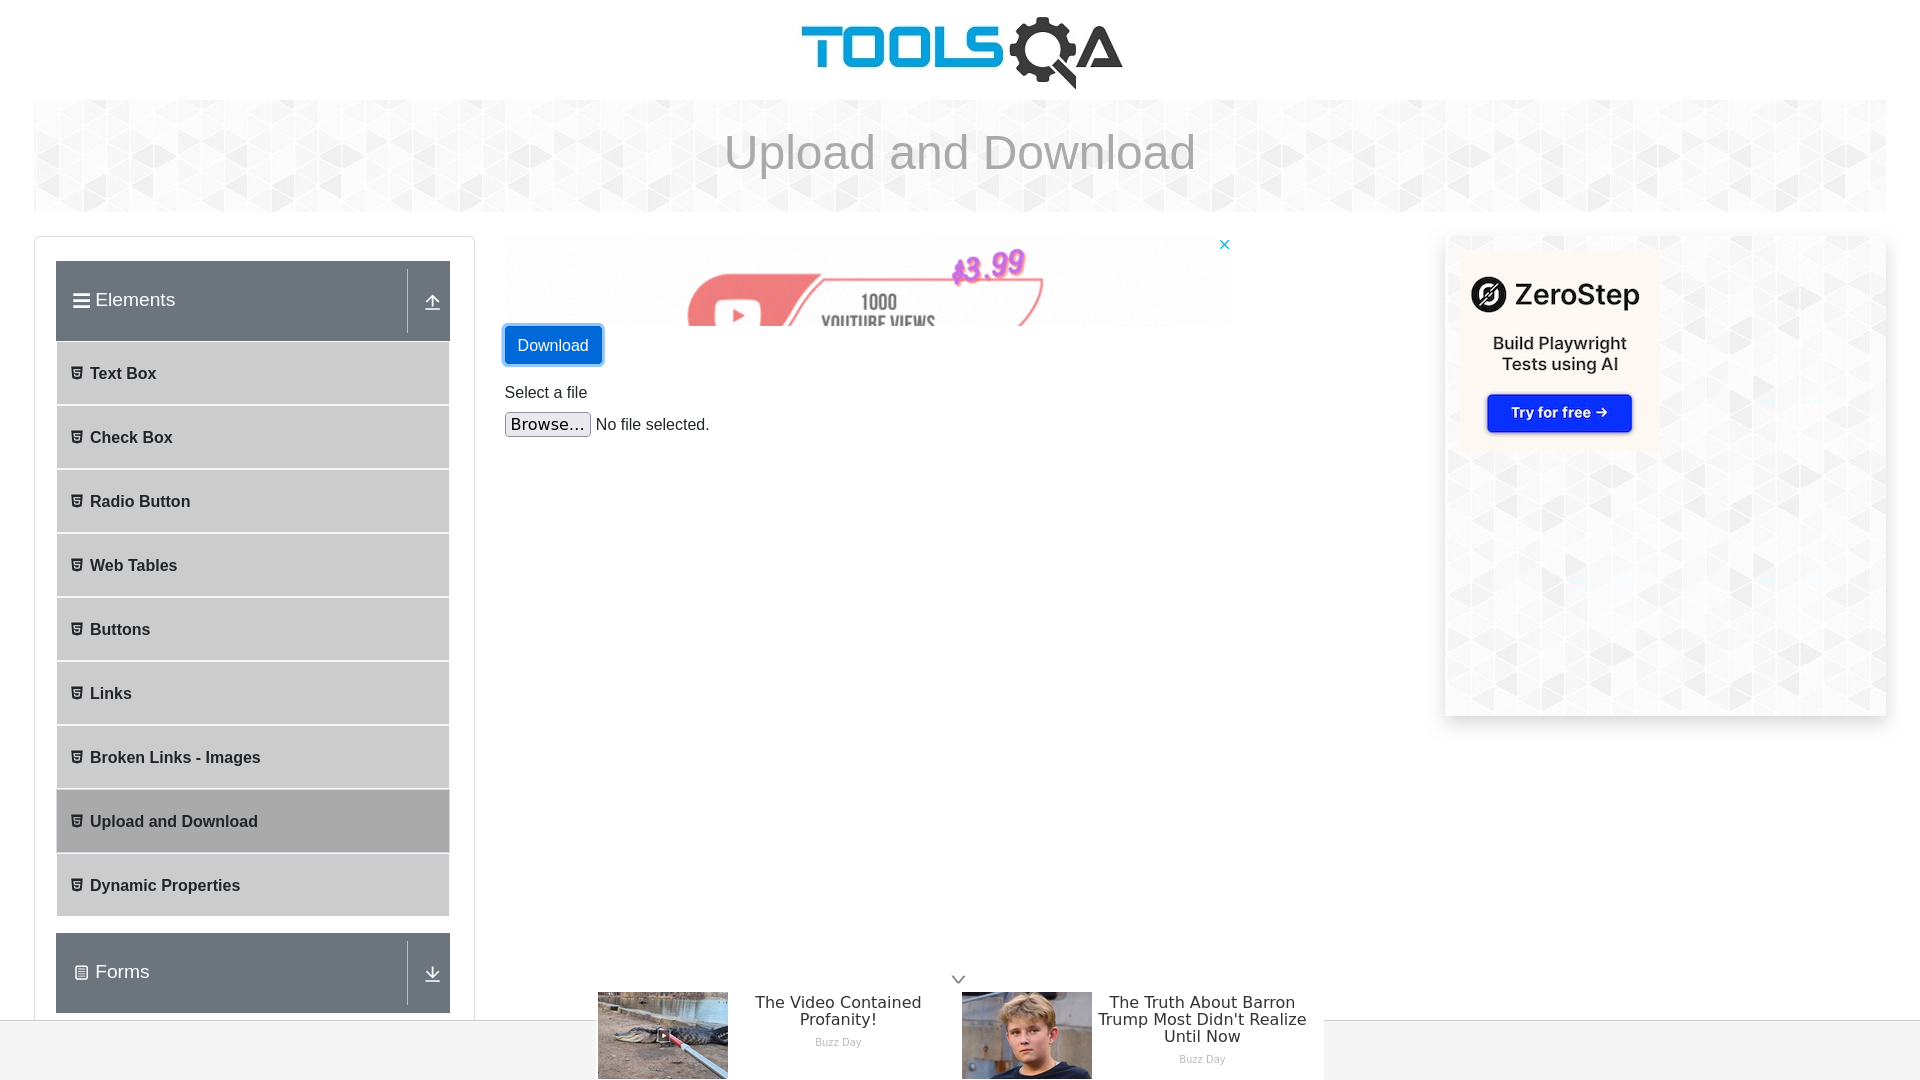 TOOLSQA
Upload and Download
Elements
Text Box
Check Box
Radio Button
Web Tables
Buttons
Links
Broken Links - Images
Upload and Download
Dynamic Properties
Forms
$3.99
1000
YOUTUBE VIEWS
Download
Select a file
Browse...
No file selected.
ZeroStep
Build Playwright
Tests using AI
Try for free →
The Video Contained
Profanity!
Buzz Day
The Truth About Barron
Trump Most Didn't Realize
Until Now
Buzz Day